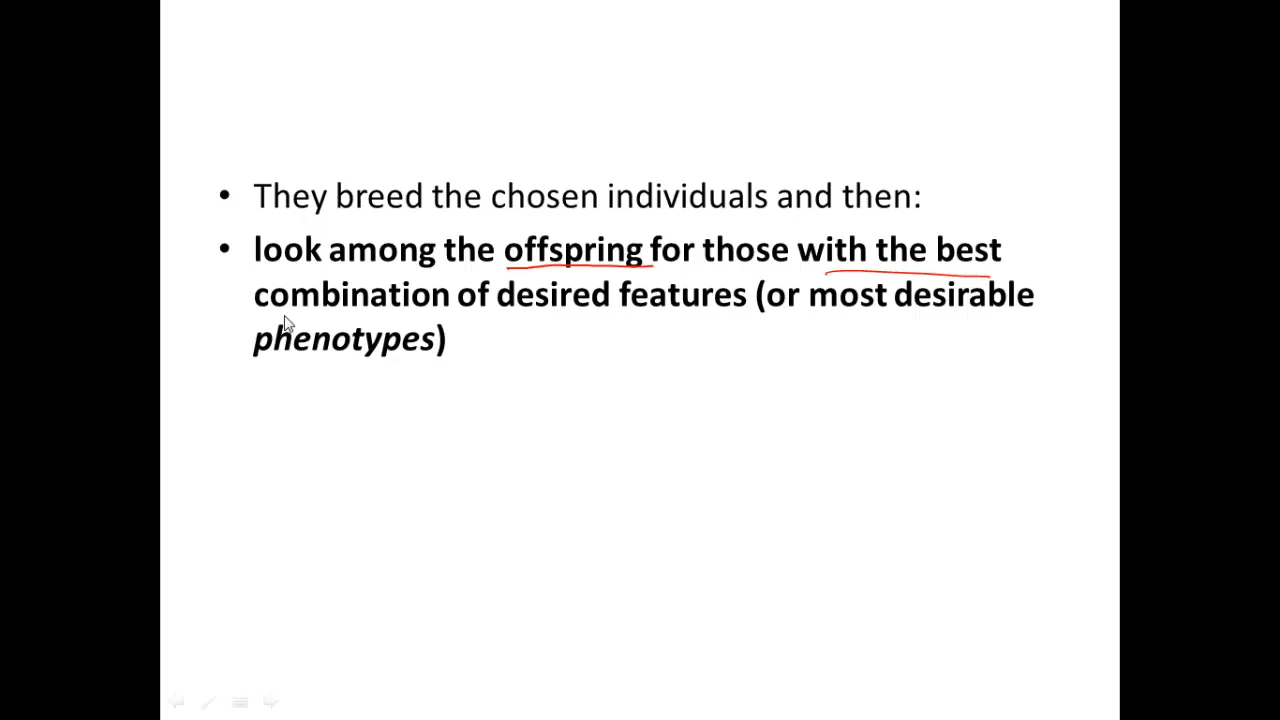 • They breed the chosen individuals and then:
• look among the offspring for those with the best
combination of desired features (or most desirable
phenotypes)